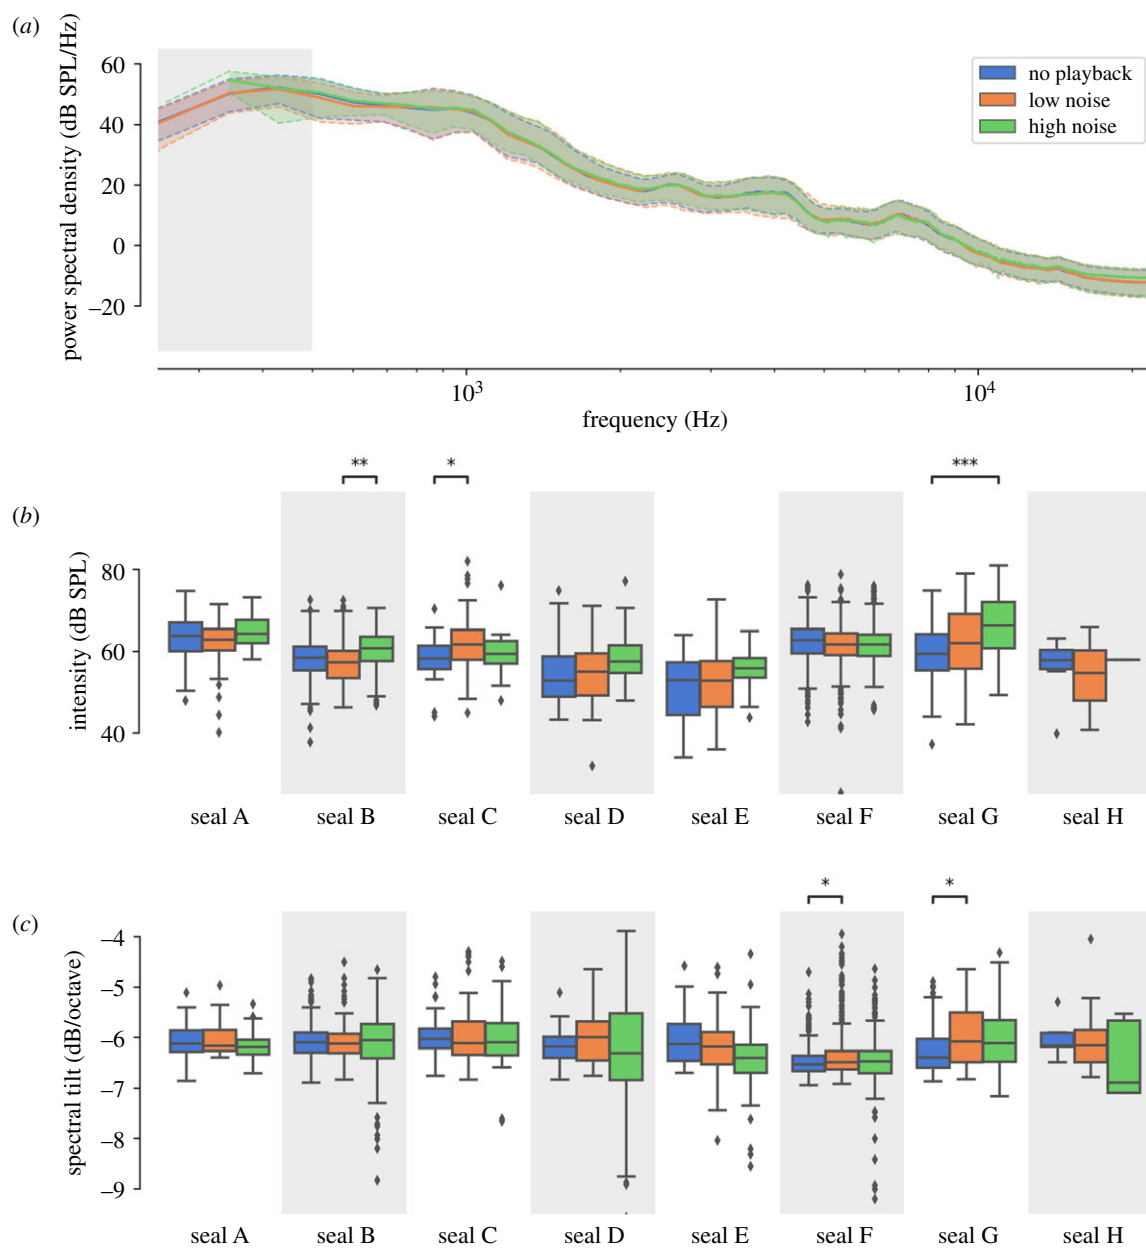 (a)
power spectral density (dB SPL/Hz)
60
40
20
0
–20
no playback
low noise
high noise
10³
10⁴
frequency (Hz)
(b)
** * ***
intensity (dB SPL)
80
60
40
seal A seal B seal C seal D seal E seal F seal G seal H
(c)
* *
spectral tilt (dB/octave)
–4
–5
–6
–7
–8
–9
seal A seal B seal C seal D seal E seal F seal G seal H